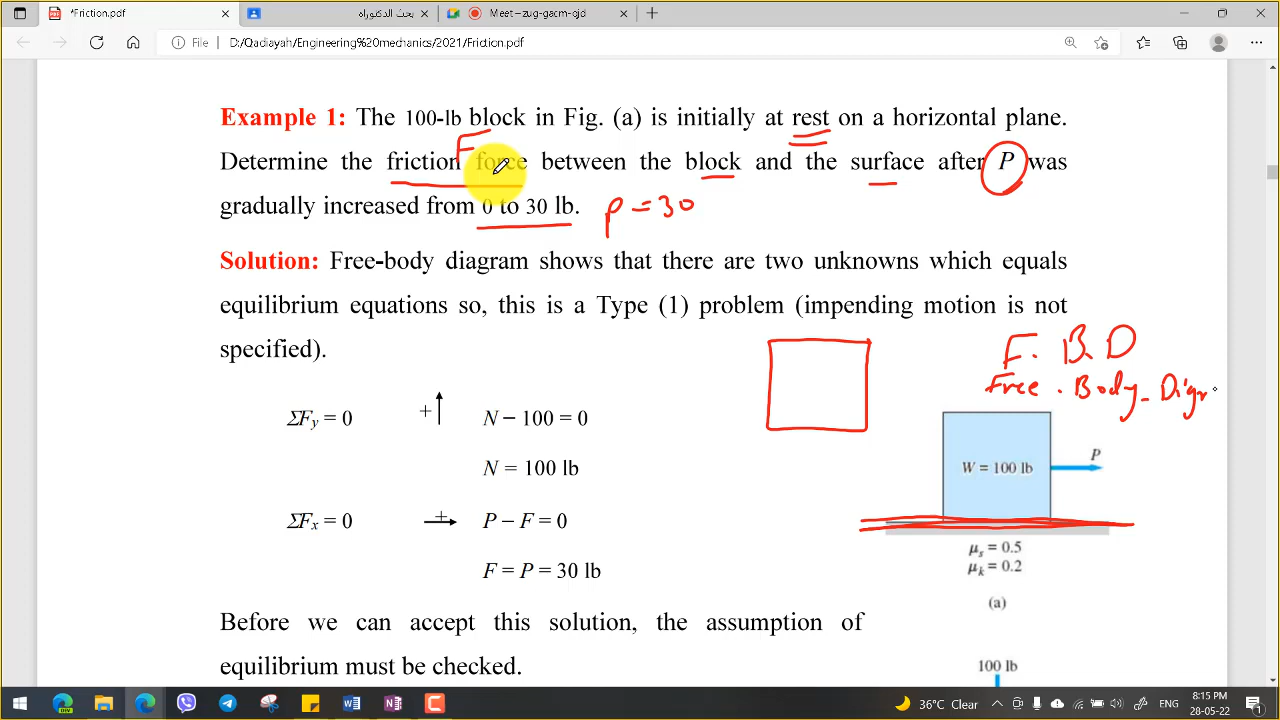 *Friction.pdf
بحث الدكتوراه
Meet – zug-gacm-qjd
File
D:/Qadiayah/Engineering%20mechanics/2021/Friction.pdf
Example 1: The 100-lb block in Fig. (a) is initially at rest on a horizontal plane.
F
Determine the friction force between the block and the surface after P was
gradually increased from 0 to 30 lb. P = 30
Solution: Free-body diagram shows that there are two unknowns which equals
equilibrium equations so, this is a Type (1) problem (impending motion is not
specified).
F. B. D
Free . Body - Digr
ΣFy = 0 + N − 100 = 0
N = 100 lb
W = 100 lb
P
ΣFx = 0 + P − F = 0
F = P = 30 lb
μs = 0.5
μk = 0.2
(a)
Before we can accept this solution, the assumption of
equilibrium must be checked.
100 lb
DEV
36°C Clear
8:15 PM
28-05-22
1